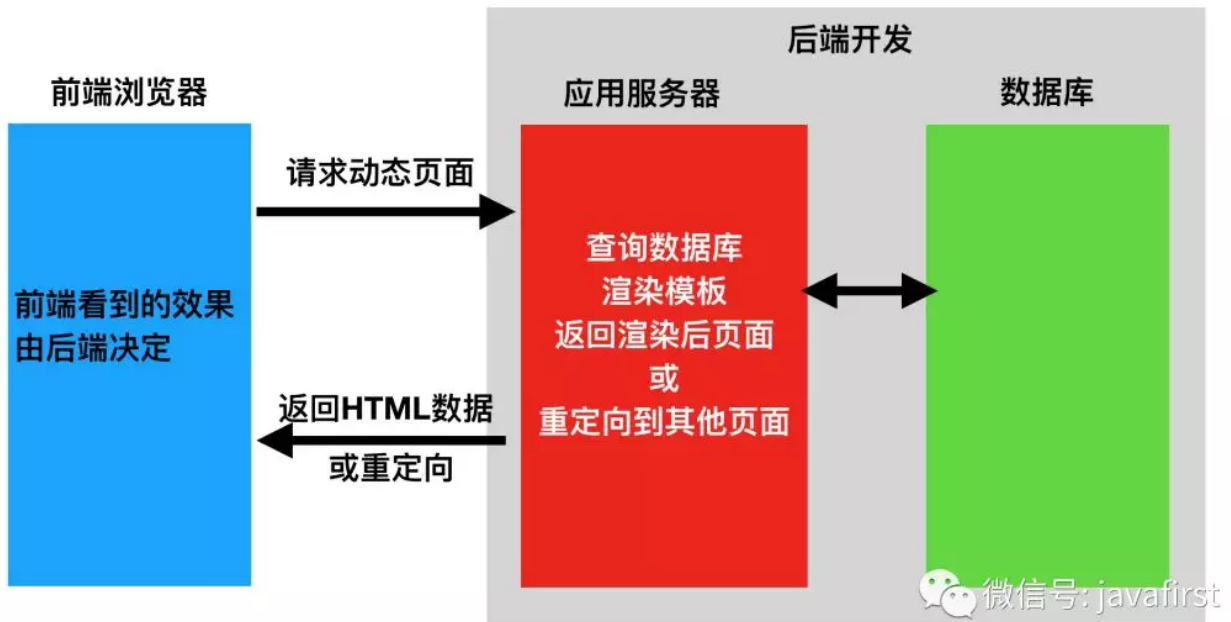 后端开发
前端浏览器
应用服务器
数据库
请求动态页面
查询数据库
渲染模板
返回渲染后页面
或
重定向到其他页面
前端看到的效果
由后端决定
返回HTML数据
或重定向
微信号: javafirst